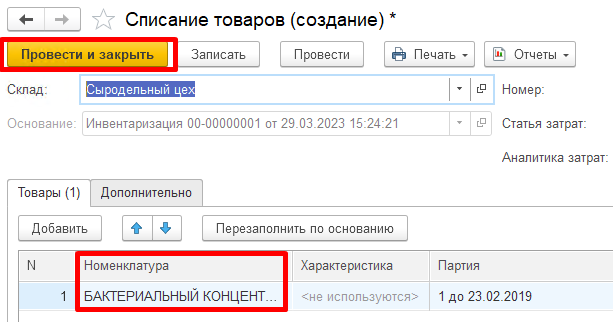 Списание товаров (создание) *
Провести и закрыть Записать Провести Печать Отчеты
Склад: Сыродельный цех Номер:
Основание: Инвентаризация 00-00000001 от 29.03.2023 15:24:21 Статья затрат:
Аналитика затрат:
Товары (1) Дополнительно
Добавить Перезаполнить по основанию
N Номенклатура Характеристика Партия
1 БАКТЕРИАЛЬНЫЙ КОНЦЕНТ... <не используются> 1 до 23.02.2019